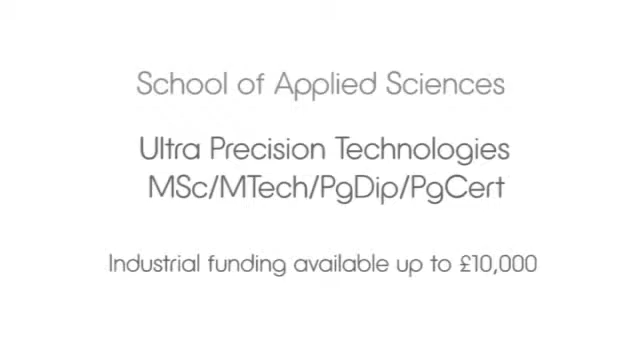 School of Applied Sciences
Ultra Precision Technologies
MSc/MTech/PgDip/PgCert
Industrial funding available up to £10,000